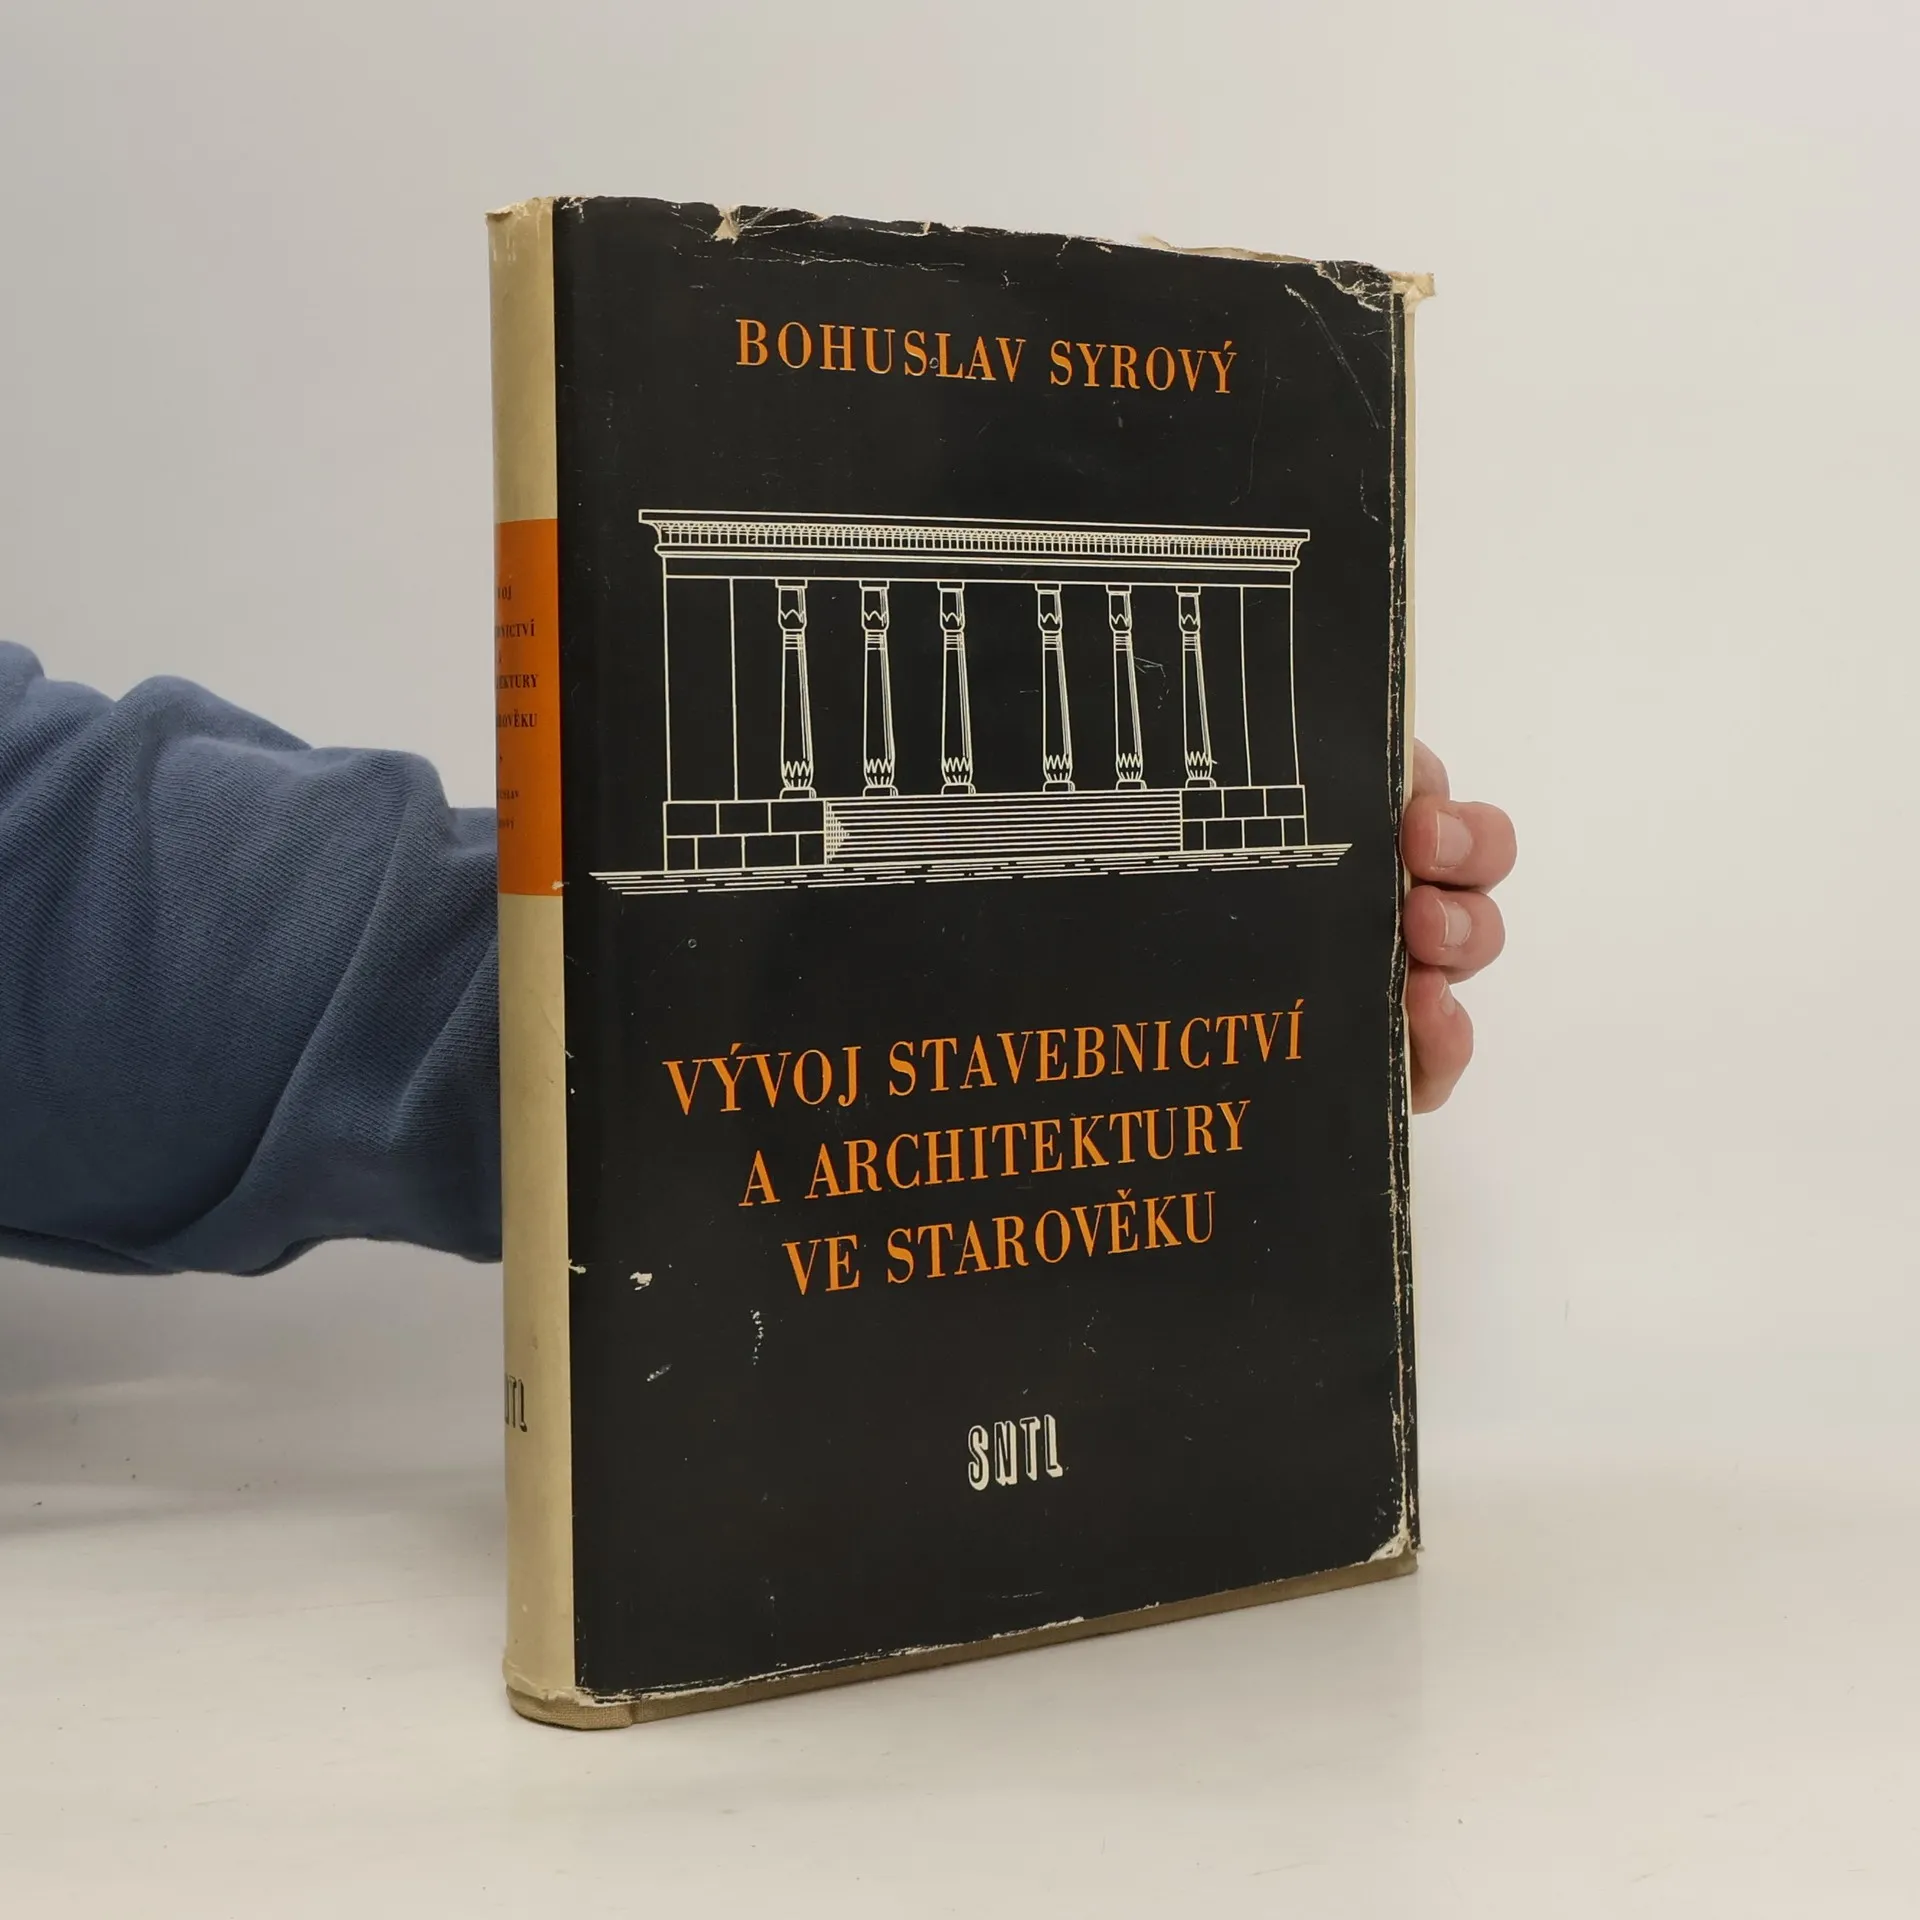 BOHUSLAV SYROVÝ
VÝVOJ STAVEBNICTVÍ
A ARCHITEKTURY
VE STAROVĚKU
SNTL